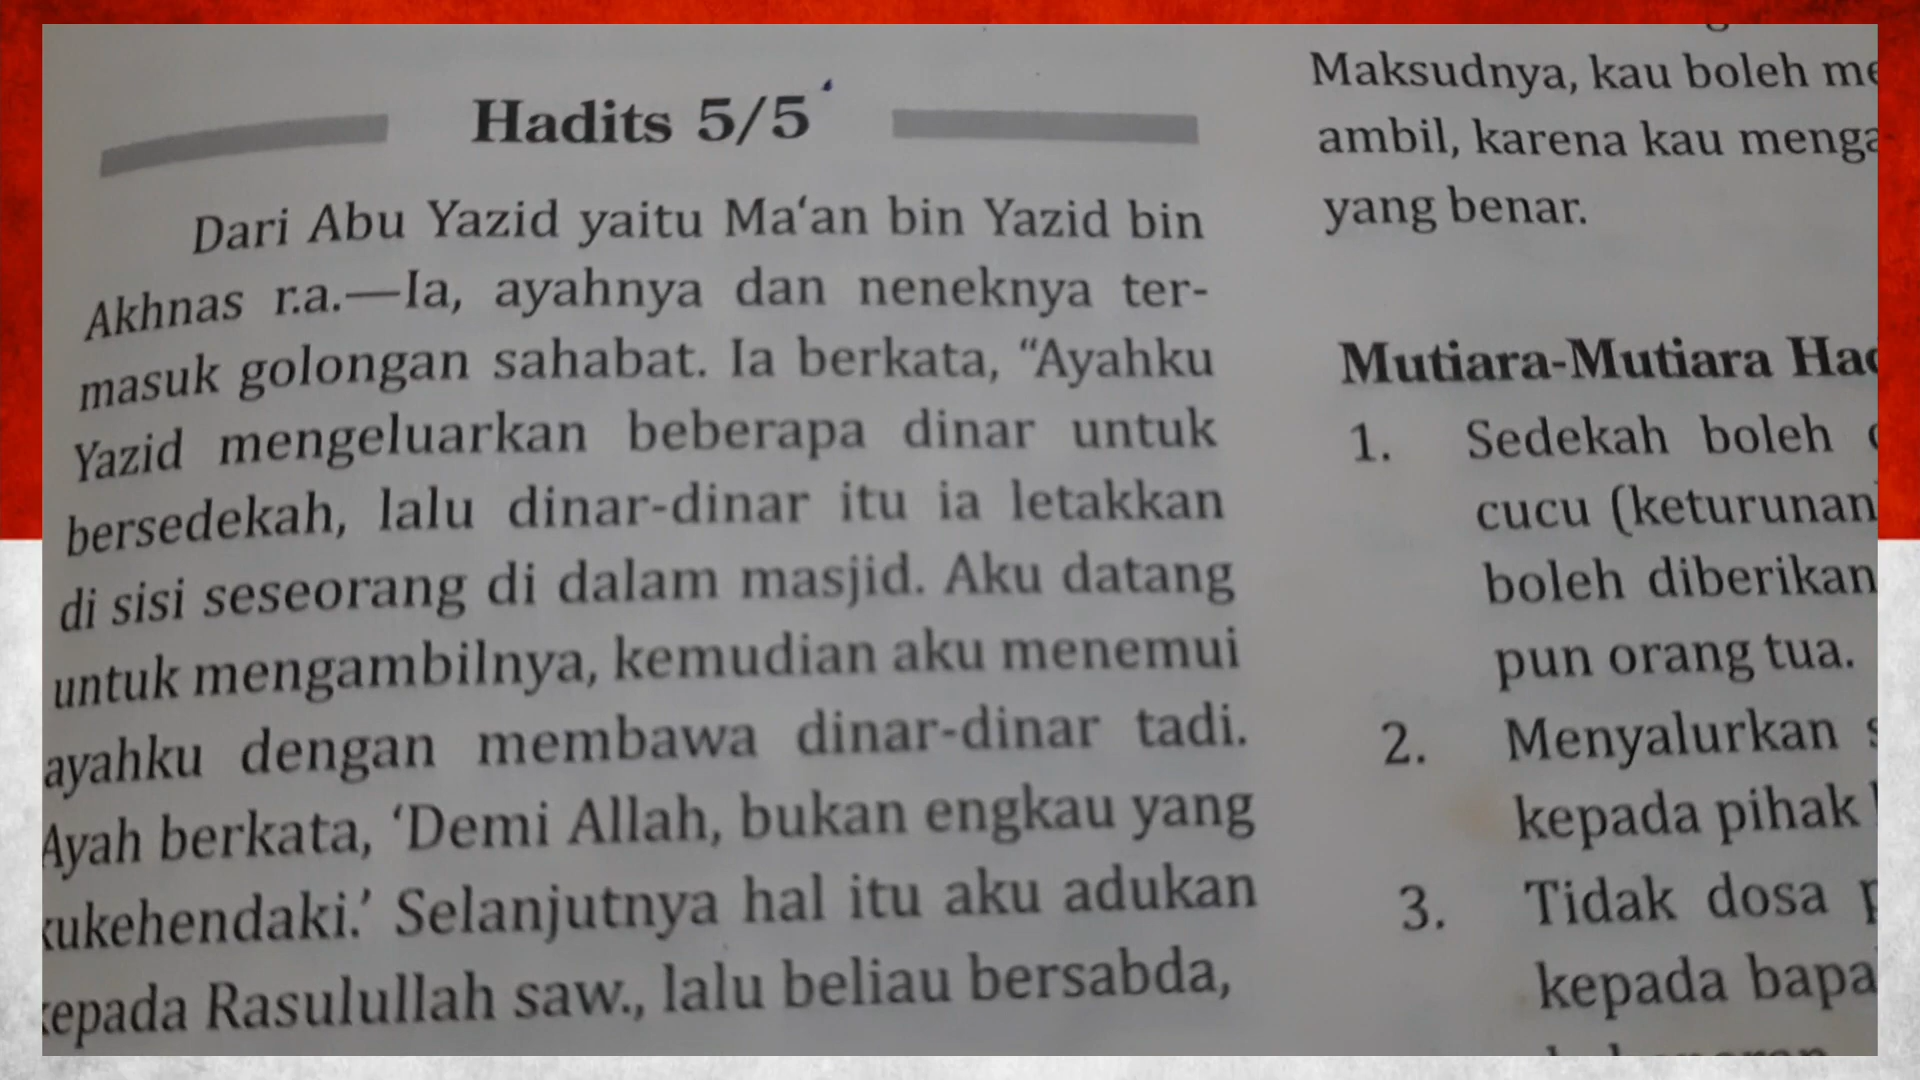 Hadits 5/5
Dari Abu Yazid yaitu Ma‘an bin Yazid bin
Akhnas r.a.—Ia, ayahnya dan neneknya ter-
masuk golongan sahabat. Ia berkata, “Ayahku
Yazid mengeluarkan beberapa dinar untuk
bersedekah, lalu dinar-dinar itu ia letakkan
di sisi seseorang di dalam masjid. Aku datang
untuk mengambilnya, kemudian aku menemui
ayahku dengan membawa dinar-dinar tadi.
Ayah berkata, ‘Demi Allah, bukan engkau yang
kukehendaki.’ Selanjutnya hal itu aku adukan
kepada Rasulullah saw., lalu beliau bersabda,
Maksudnya, kau boleh
ambil, karena kau
yang benar.
Mutiara-Mutiara
1. Sedekah boleh
cucu (keturunan
boleh diberikan
pun orang tua.
2. Menyalurkan
kepada pihak
3. Tidak dosa
kepada